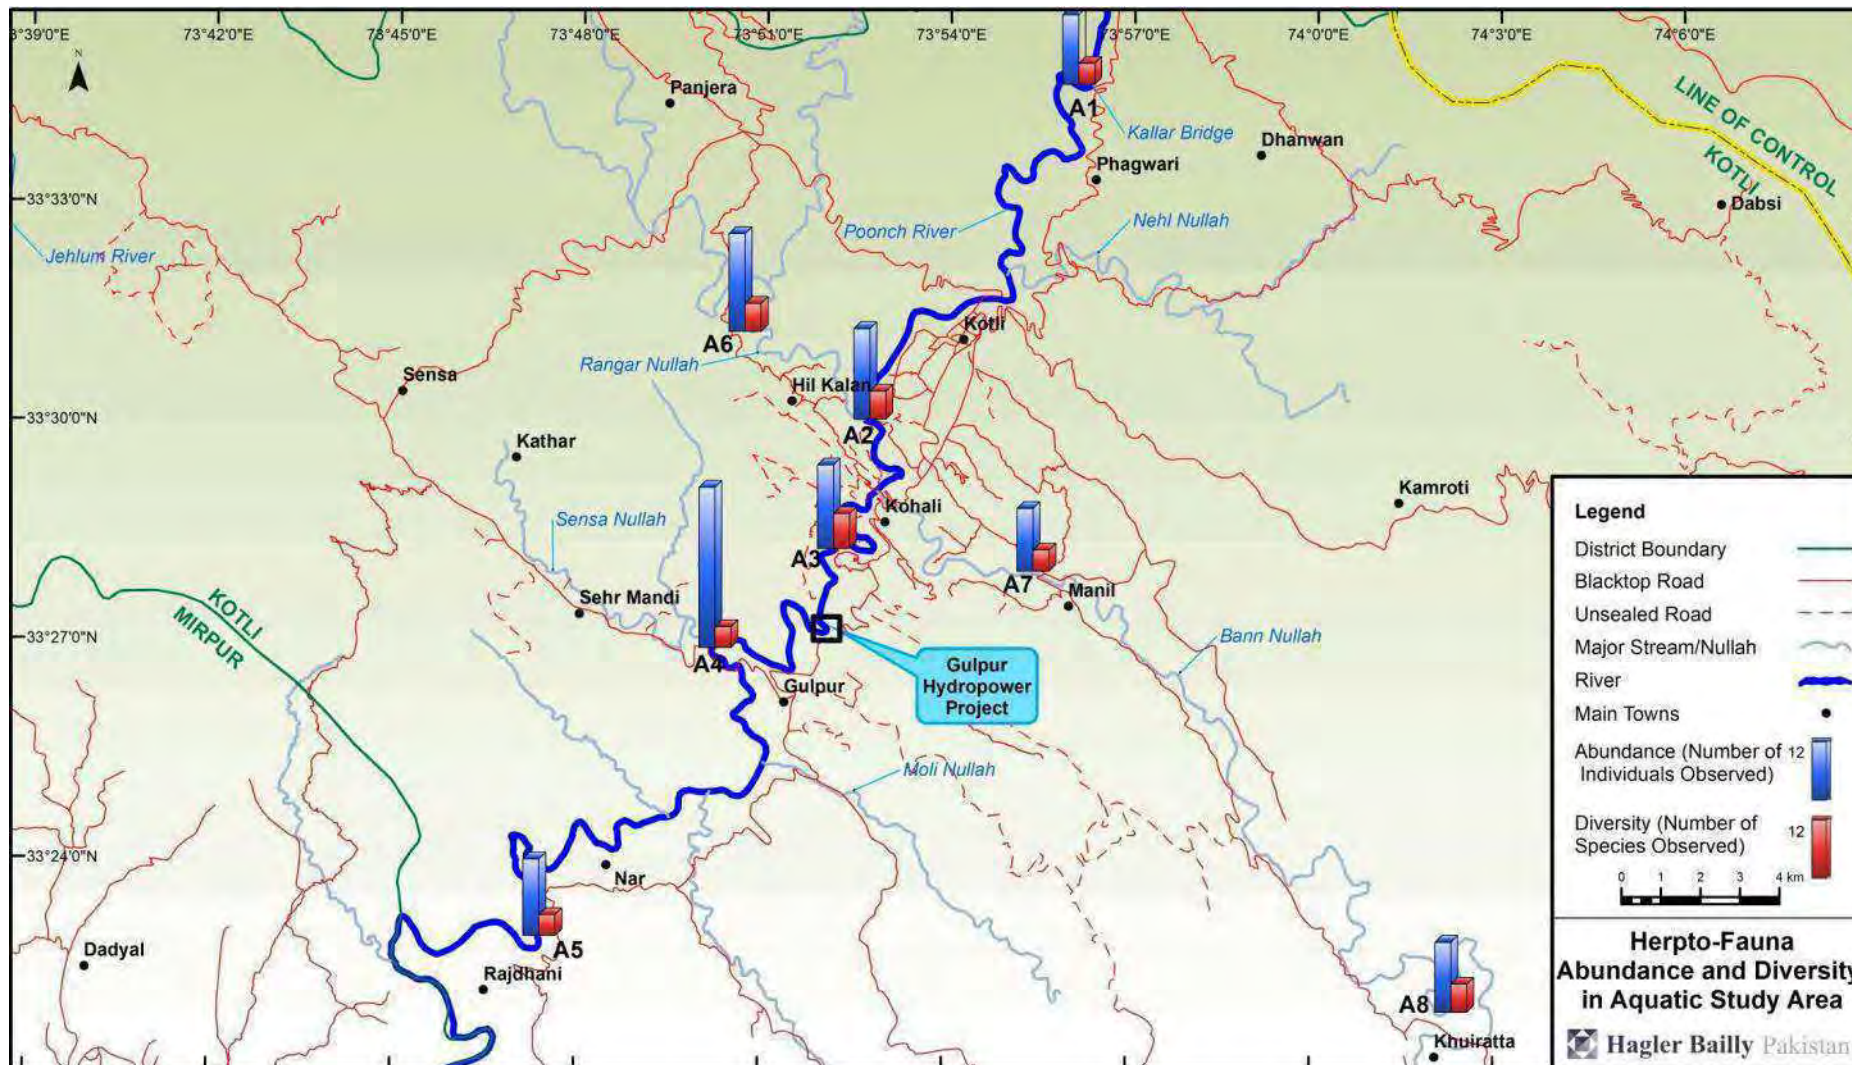 3°39'0"E
73°42'0"E
73°45'0"E
73°48'0"E
73°51'0"E
73°54'0"E
73°57'0"E
74°0'0"E
74°3'0"E
74°6'0"E
N
Panjera
A1
Kallar Bridge
Dhanwan
LINE OF CONTROL
KOTLI
Phagwari
33°33'0"N
Dabsi
Nehl Nullah
Poonch River
Jehlum River
Kotli
A6
Rangar Nullah
Sensa
Hil Kalan
33°30'0"N
A2
Kathar
Kamroti
Kohali
Sensa Nullah
A3
A7
Manil
Sehr Mandi
KOTLI
MIRPUR
33°27'0"N
Bann Nullah
A4
Gulpur
Hydropower
Project
Gulpur
Moli Nullah
33°24'0"N
Nar
A5
Dadyal
Rajdhani
A8
Khuiratta
Legend
District Boundary
Blacktop Road
Unsealed Road
Major Stream/Nullah
River
Main Towns
Abundance (Number of 12
Individuals Observed)
Diversity (Number of 12
Species Observed)
0 1 2 3 4 km
Herpto-Fauna
Abundance and Diversity
in Aquatic Study Area
Hagler Bailly Pakistan